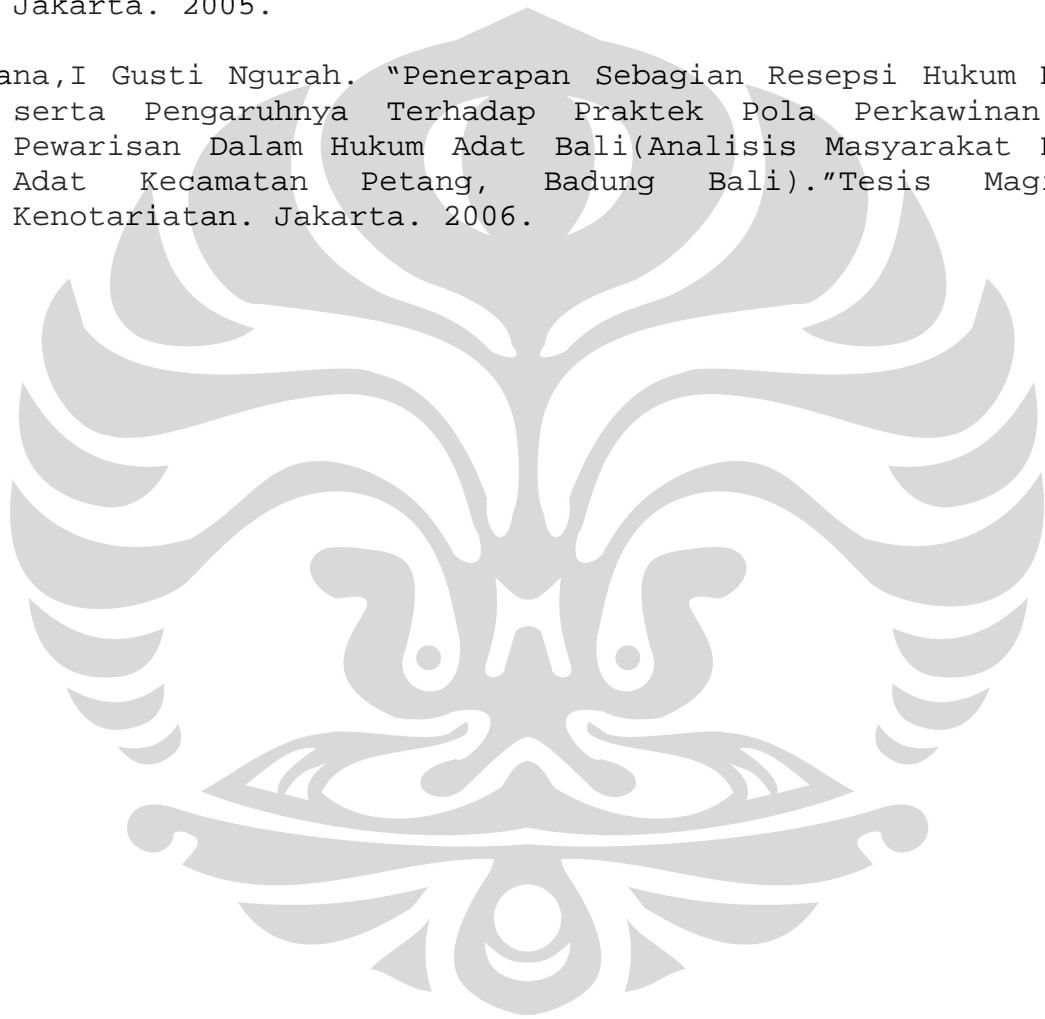 Jakarta. 2005.
ana,I Gusti Ngurah. “Penerapan Sebagian Resepsi Hukum
serta Pengaruhnya Terhadap Praktek Pola Perkawinan
Pewarisan Dalam Hukum Adat Bali(Analisis Masyarakat
Adat Kecamatan Petang, Badung Bali).”Tesis Mag
Kenotariatan. Jakarta. 2006.